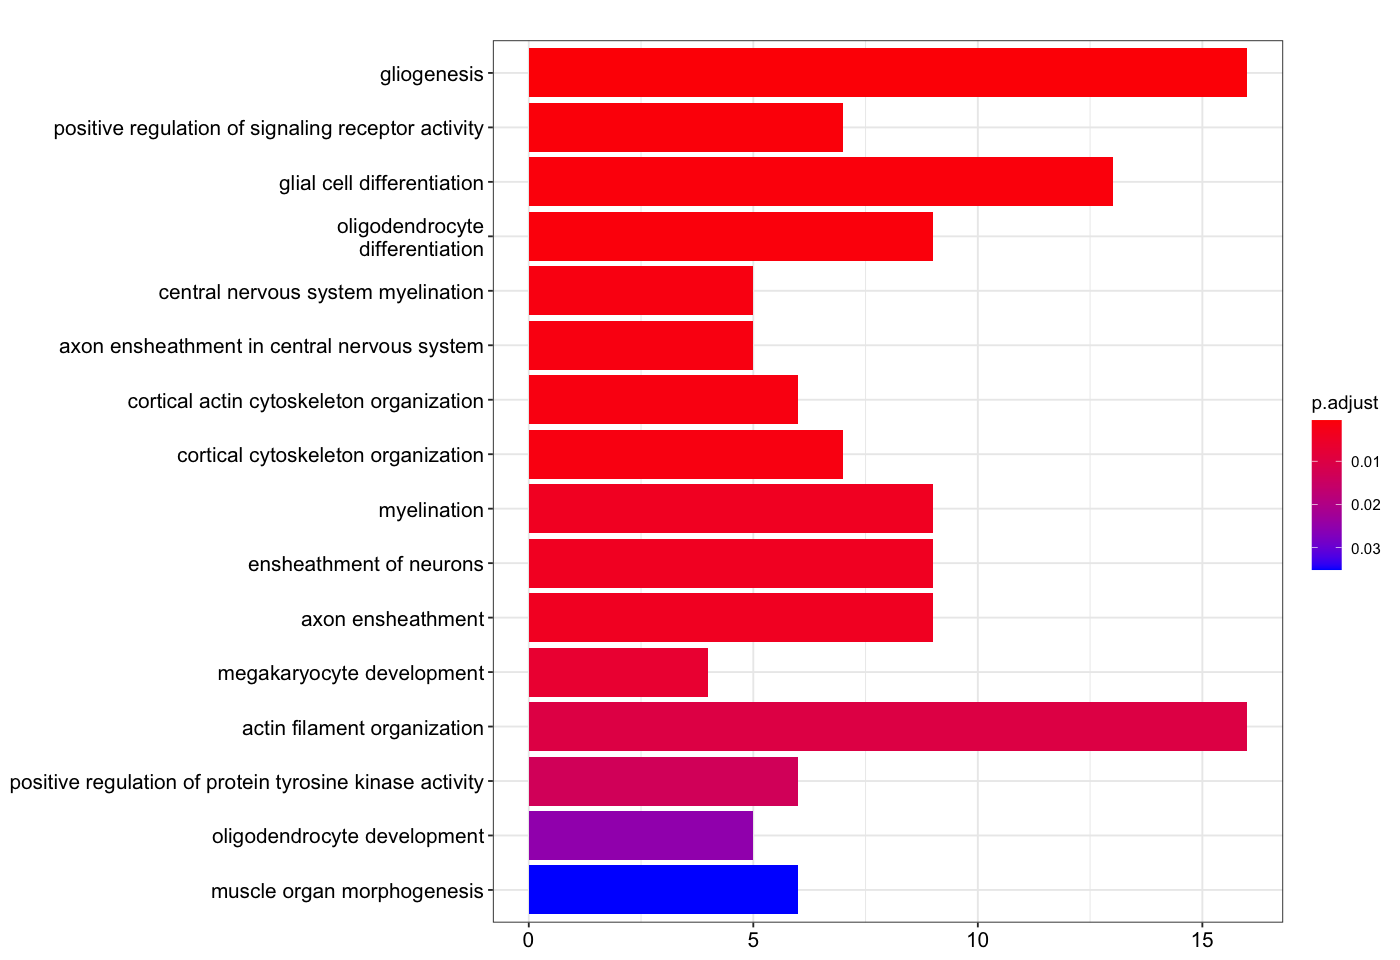 gliogenesis
positive regulation of signaling receptor activity
glial cell differentiation
oligodendrocyte
differentiation
central nervous system myelination
axon ensheathment in central nervous system
cortical actin cytoskeleton organization
cortical cytoskeleton organization
myelination
ensheathment of neurons
axon ensheathment
megakaryocyte development
actin filament organization
positive regulation of protein tyrosine kinase activity
oligodendrocyte development
muscle organ morphogenesis
0 5 10 15
p.adjust
0.01
0.02
0.03